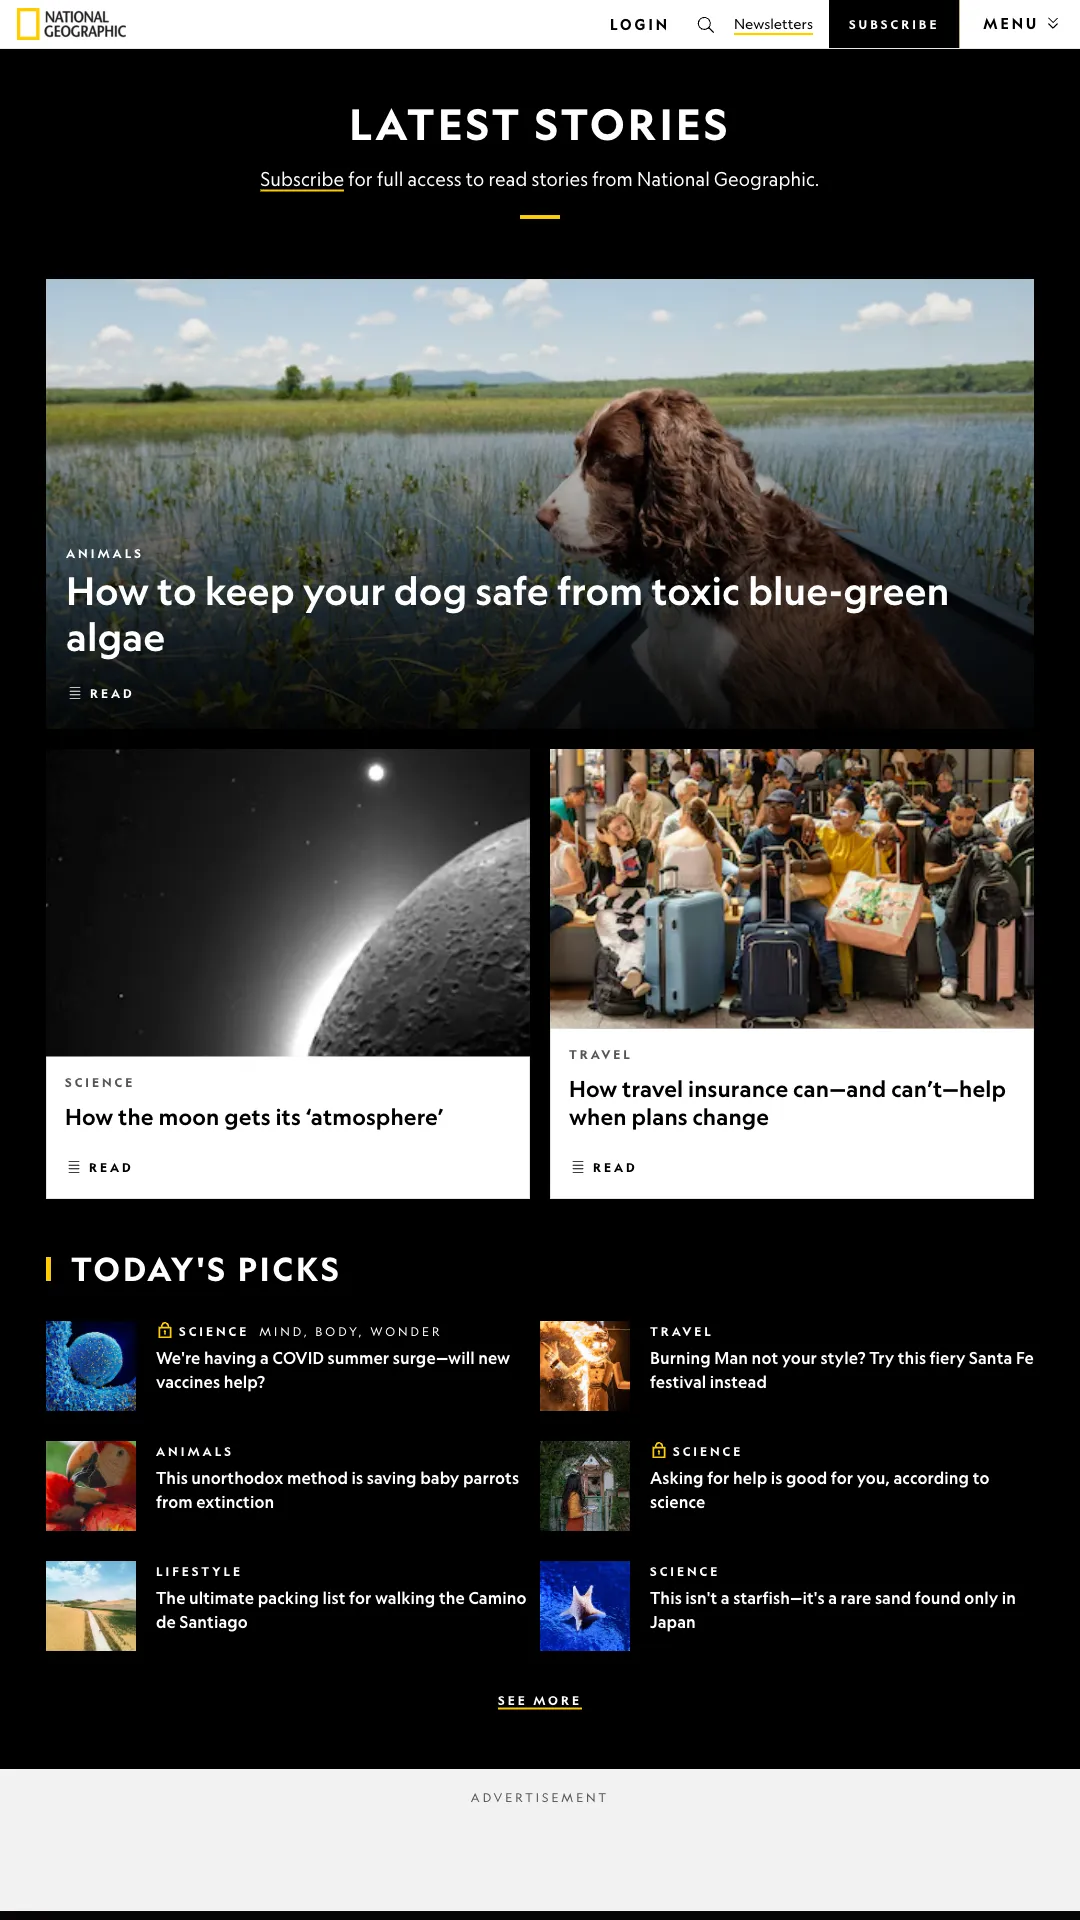 NATIONAL
GEOGRAPHIC
LOGIN
Newsletters
SUBSCRIBE
MENU
LATEST STORIES
Subscribe for full access to read stories from National Geographic.
ANIMALS
How to keep your dog safe from toxic blue-green
algae
READ
SCIENCE
How the moon gets its ‘atmosphere’
READ
TRAVEL
How travel insurance can—and can’t—help
when plans change
READ
TODAY'S PICKS
SCIENCE MIND, BODY, WONDER
We're having a COVID summer surge—will new
vaccines help?
TRAVEL
Burning Man not your style? Try this fiery Santa Fe
festival instead
ANIMALS
This unorthodox method is saving baby parrots
from extinction
SCIENCE
Asking for help is good for you, according to
science
LIFESTYLE
The ultimate packing list for walking the Camino
de Santiago
SCIENCE
This isn't a starfish—it's a rare sand found only in
Japan
SEE MORE
ADVERTISEMENT